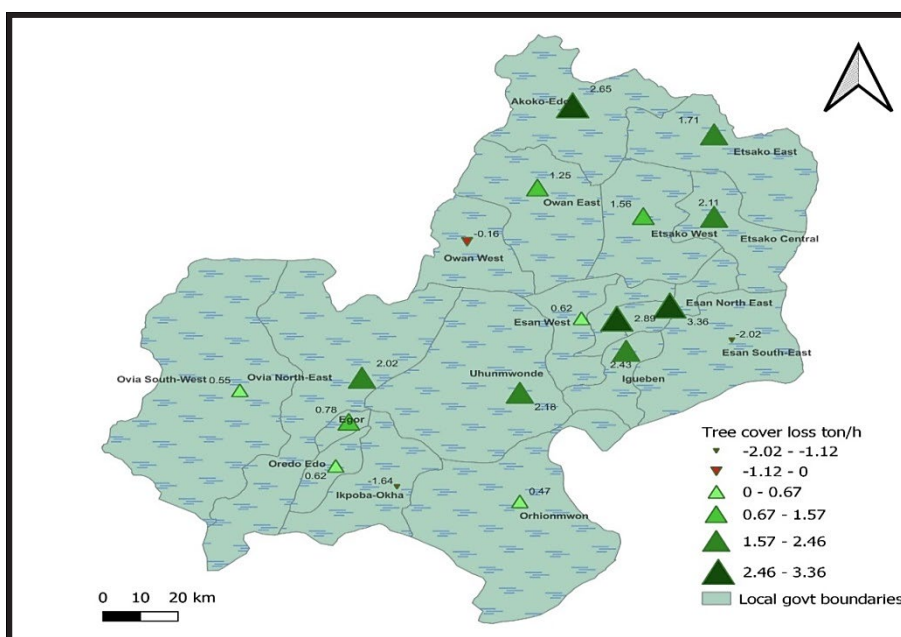 2.65
Akoko-Edo
1.71
Etsako East
1.25
Owan East
1.56
Etsako West
2.11
Etsako Central
-0.16
Owan West
Esan North East
3.36
0.62
Esan West
2.89
-2.02
Esan South-East
2.43
Igueben
2.02
Ovia South-West
0.55
Ovia North-East
Uhunmwonde
2.18
0.78
Egor
Oredo Edo
0.62
-1.64
Ikpoba-Okha
0.47
Orhionmwon
Tree cover loss ton/h
-2.02 - -1.12
-1.12 - 0
0 - 0.67
0.67 - 1.57
1.57 - 2.46
2.46 - 3.36
Local govt boundaries
0 10 20 km